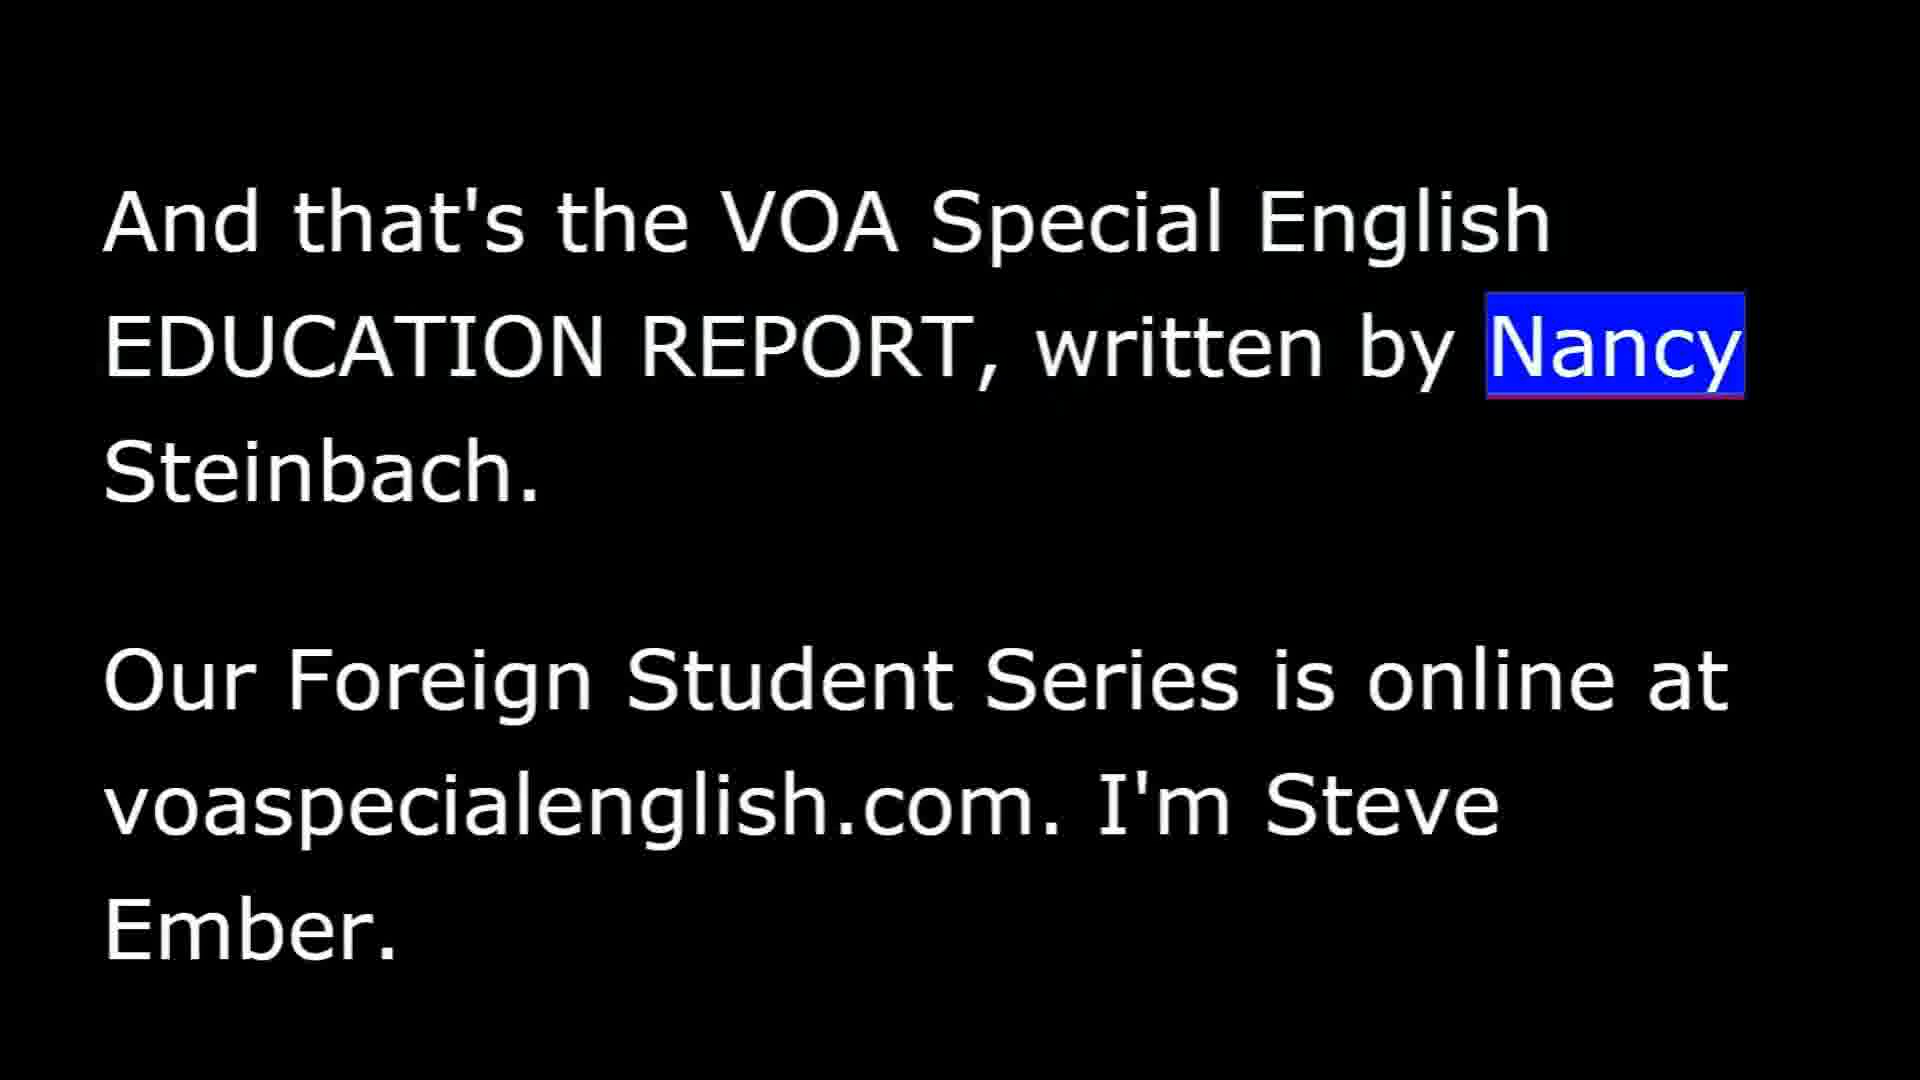 And that's the VOA Special English
EDUCATION REPORT, written by Nancy
Steinbach.
Our Foreign Student Series is online at
voaspecialenglish.com. I'm Steve
Ember.